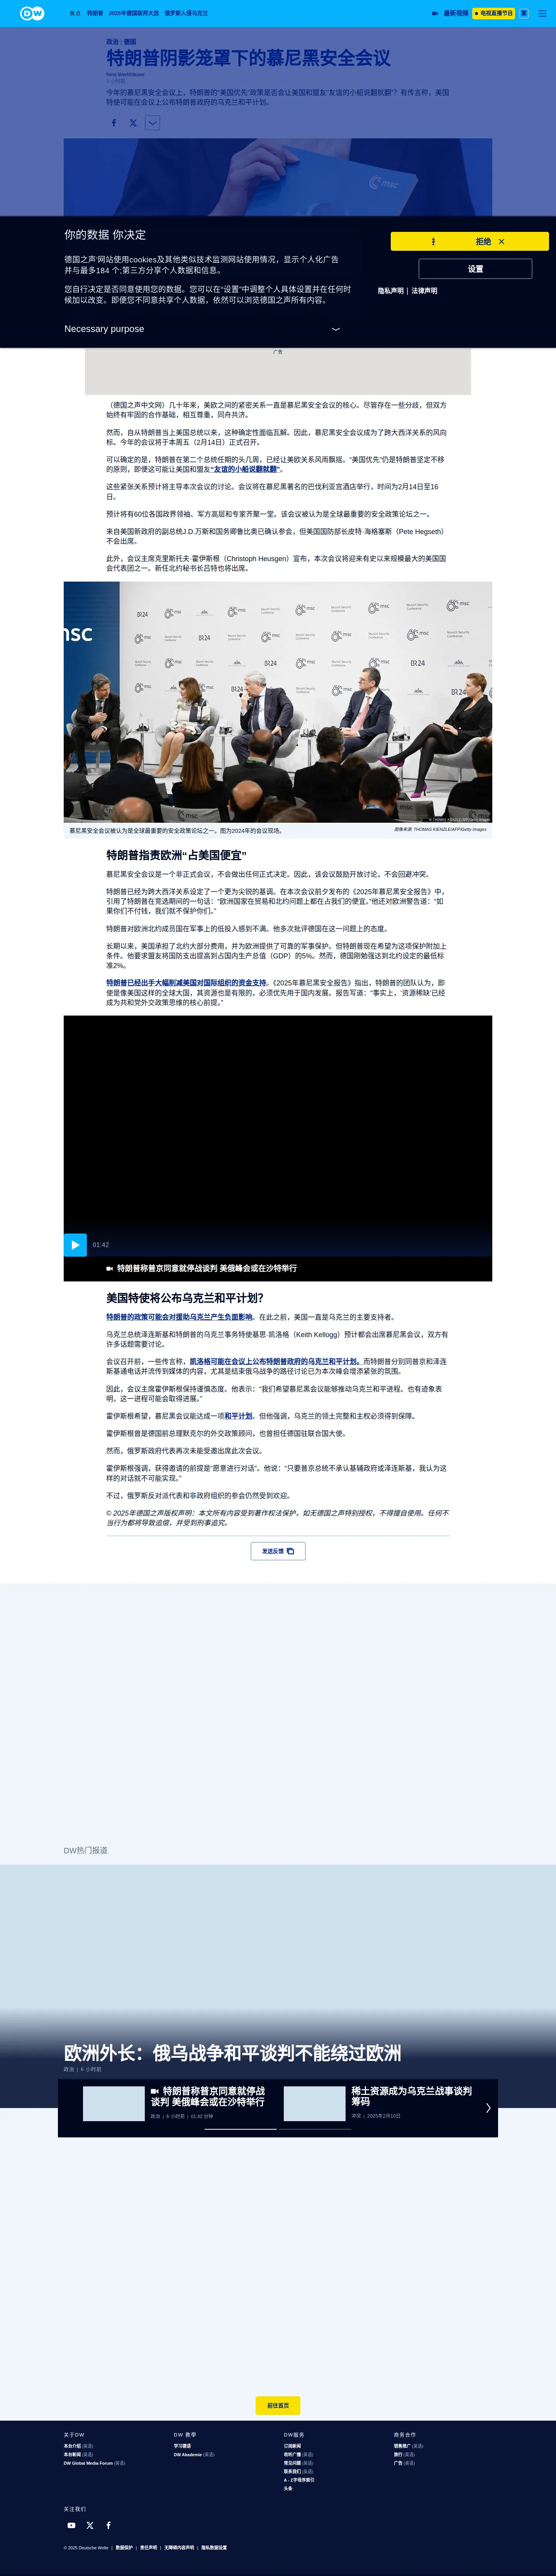 DW
焦点 特朗普 2025年德国联邦大选 俄罗斯入侵乌克兰
最新视频
电视直播节目
繁
政治 | 德国
特朗普阴影笼罩下的慕尼黑安全会议
Nina Werkhäuser
3 小时前
今年的慕尼黑安全会议上，特朗普的“美国优先”政策是否会让美国和盟友“友谊的小船说翻就翻”？有传言称，美国
特使可能在会议上公布特朗普政府的乌克兰和平计划。
msc
你的数据 你决定
德国之声'网站使用cookies及其他类似技术监测网站使用情况，显示个人化广告
并与最多184 个;第三方分享个人数据和信息。
您自行决定是否同意使用您的数据。您可以在“设置”中调整个人具体设置并在任何时
候加以改变。即便您不同意共享个人数据，依然可以浏览德国之声所有内容。
Necessary purpose
拒绝
设置
隐私声明 | 法律声明
广告
（德国之声中文网）几十年来，美欧之间的紧密关系一直是慕尼黑安全会议的核心。尽管存在一些分歧，但双方
始终有牢固的合作基础，相互尊重，同舟共济。
然而，自从特朗普当上美国总统以来，这种确定性面临瓦解。因此，慕尼黑安全会议成为了跨大西洋关系的风向
标。今年的会议将于本周五（2月14日）正式召开。
可以确定的是，特朗普在第二个总统任期的头几周，已经让美欧关系风雨飘摇。“美国优先”仍是特朗普坚定不移
的原则，即便这可能让美国和盟友“友谊的小船说翻就翻”。
这些紧张关系预计将主导本次会议的讨论。会议将在慕尼黑著名的巴伐利亚宫酒店举行，时间为2月14日至16
日。
预计将有60位各国政界领袖、军方高层和专家齐聚一堂。该会议被认为是全球最重要的安全政策论坛之一。
来自美国新政府的副总统J.D.万斯和国务卿鲁比奥已确认参会，但美国国防部长皮特·海格塞斯（Pete Hegseth）
不会出席。
此外，会议主席克里斯托夫·霍伊斯根（Christoph Heusgen）宣布，本次会议将迎来有史以来规模最大的美国国
会代表团之一。新任北约秘书长吕特也将出席。
慕尼黑安全会议被认为是全球最重要的安全政策论坛之一。图为2024年的会议现场。
图像来源: THOMAS KIENZLE/AFP/Getty Images
特朗普指责欧洲“占美国便宜”
慕尼黑安全会议是一个非正式会议，不会做出任何正式决定。因此，该会议鼓励开放讨论，不会回避冲突。
特朗普已经为跨大西洋关系设定了一个更为尖锐的基调。在本次会议前夕发布的《2025年慕尼黑安全报告》中，
引用了特朗普在竞选期间的一句话：“欧洲国家在贸易和北约问题上都在占我们的便宜。”他还对欧洲警告道：“如
果你们不付钱，我们就不保护你们。”
特朗普对欧洲北约成员国在军事上的低投入感到不满。他多次批评德国在这一问题上的态度。
长期以来，美国承担了北约大部分费用，并为欧洲提供了可靠的军事保护。但特朗普现在希望为这项保护附加上
条件。他要求盟友将国防支出提高到占国内生产总值（GDP）的5%。然而，德国刚勉强达到北约设定的最低标
准2%。
特朗普已经出手大幅削减美国对国际组织的资金支持。《2025年慕尼黑安全报告》指出，特朗普的团队认为，即
使是像美国这样的全球大国，其资源也是有限的，必须优先用于国内发展。报告写道：“事实上，‘资源稀缺’已经
成为共和党外交政策思维的核心前提。”
01:42
特朗普称普京同意就停战谈判 美俄峰会或在沙特举行
美国特使将公布乌克兰和平计划？
特朗普的政策可能会对援助乌克兰产生负面影响。在此之前，美国一直是乌克兰的主要支持者。
乌克兰总统泽连斯基和特朗普的乌克兰事务特使基思·凯洛格（Keith Kellogg）预计都会出席慕尼黑会议，双方有
许多话题需要讨论。
会议召开前，一些传言称，凯洛格可能在会议上公布特朗普政府的乌克兰和平计划。而特朗普分别同普京和泽连
斯基通电话并流传到媒体的内容，尤其是结束俄乌战争的路径讨论已为本次峰会增添紧张的氛围。
因此，会议主席霍伊斯根保持谨慎态度。他表示：“我们希望慕尼黑会议能够推动乌克兰和平进程。也有迹象表
明，这一进程可能会取得进展。”
霍伊斯根希望，慕尼黑会议能达成一项和平计划。但他强调，乌克兰的领土完整和主权必须得到保障。
霍伊斯根曾是德国前总理默克尔的外交政策顾问，也曾担任德国驻联合国大使。
然而，俄罗斯政府代表再次未能受邀出席此次会议。
霍伊斯根强调，获得邀请的前提是“愿意进行对话”。他说：“只要普京总统不承认基辅政府或泽连斯基，我认为这
样的对话就不可能实现。”
不过，俄罗斯反对派代表和非政府组织的参会仍然受到欢迎。
© 2025年德国之声版权声明：本文所有内容受到著作权法保护，如无德国之声特别授权，不得擅自使用。任何不
当行为都将导致追偿，并受到刑事追究。
发送反馈
DW热门报道
欧洲外长：俄乌战争和平谈判不能绕过欧洲
政治 | 6 小时前
特朗普称普京同意就停战
谈判 美俄峰会或在沙特举行
政治 | 6 小时前 | 01:42 分钟
稀土资源成为乌克兰战事谈判
筹码
冲突 | 2025年2月10日
前往首页
关于DW
本台介绍 (英语)
本台新闻 (英语)
DW Global Media Forum (英语)
DW 教学
学习德语
DW Akademie (英语)
DW服务
订阅新闻
收听广播 (英语)
常见问题 (英语)
联系我们 (英语)
A - Z字母序索引
头条
商务合作
销售推广 (英语)
旅行 (英语)
广告 (英语)
关注我们
© 2025 Deutsche Welle | 数据保护 | 责任声明 | 无障碍内容声明 | 隐私数据设置